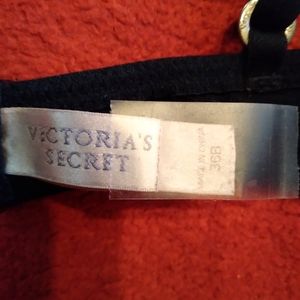 VICTORIA'S
SECRET
MADE IN CHINA
36B